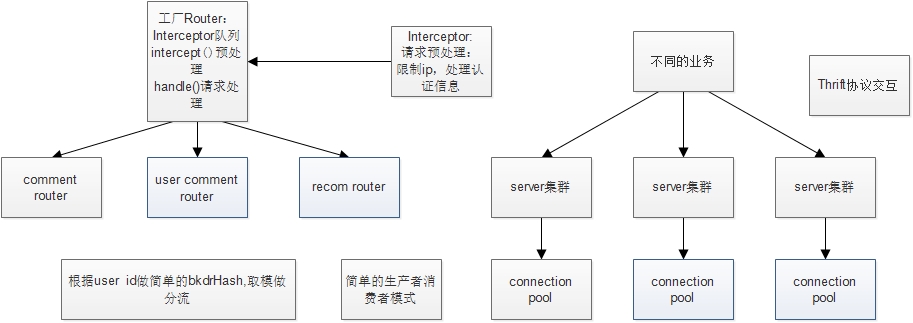 工厂Router：
Interceptor队列
intercept()预处
理
handle()请求处
理
Interceptor:
请求预处理：
限制ip，处理认
证信息
不同的业务
Thrift协议交互
comment
router
user comment
router
recom router
server集群
server集群
server集群
根据user id做简单的bkdrHash,取模做
分流
简单的生产者消
费者模式
connection
pool
connection
pool
connection
pool